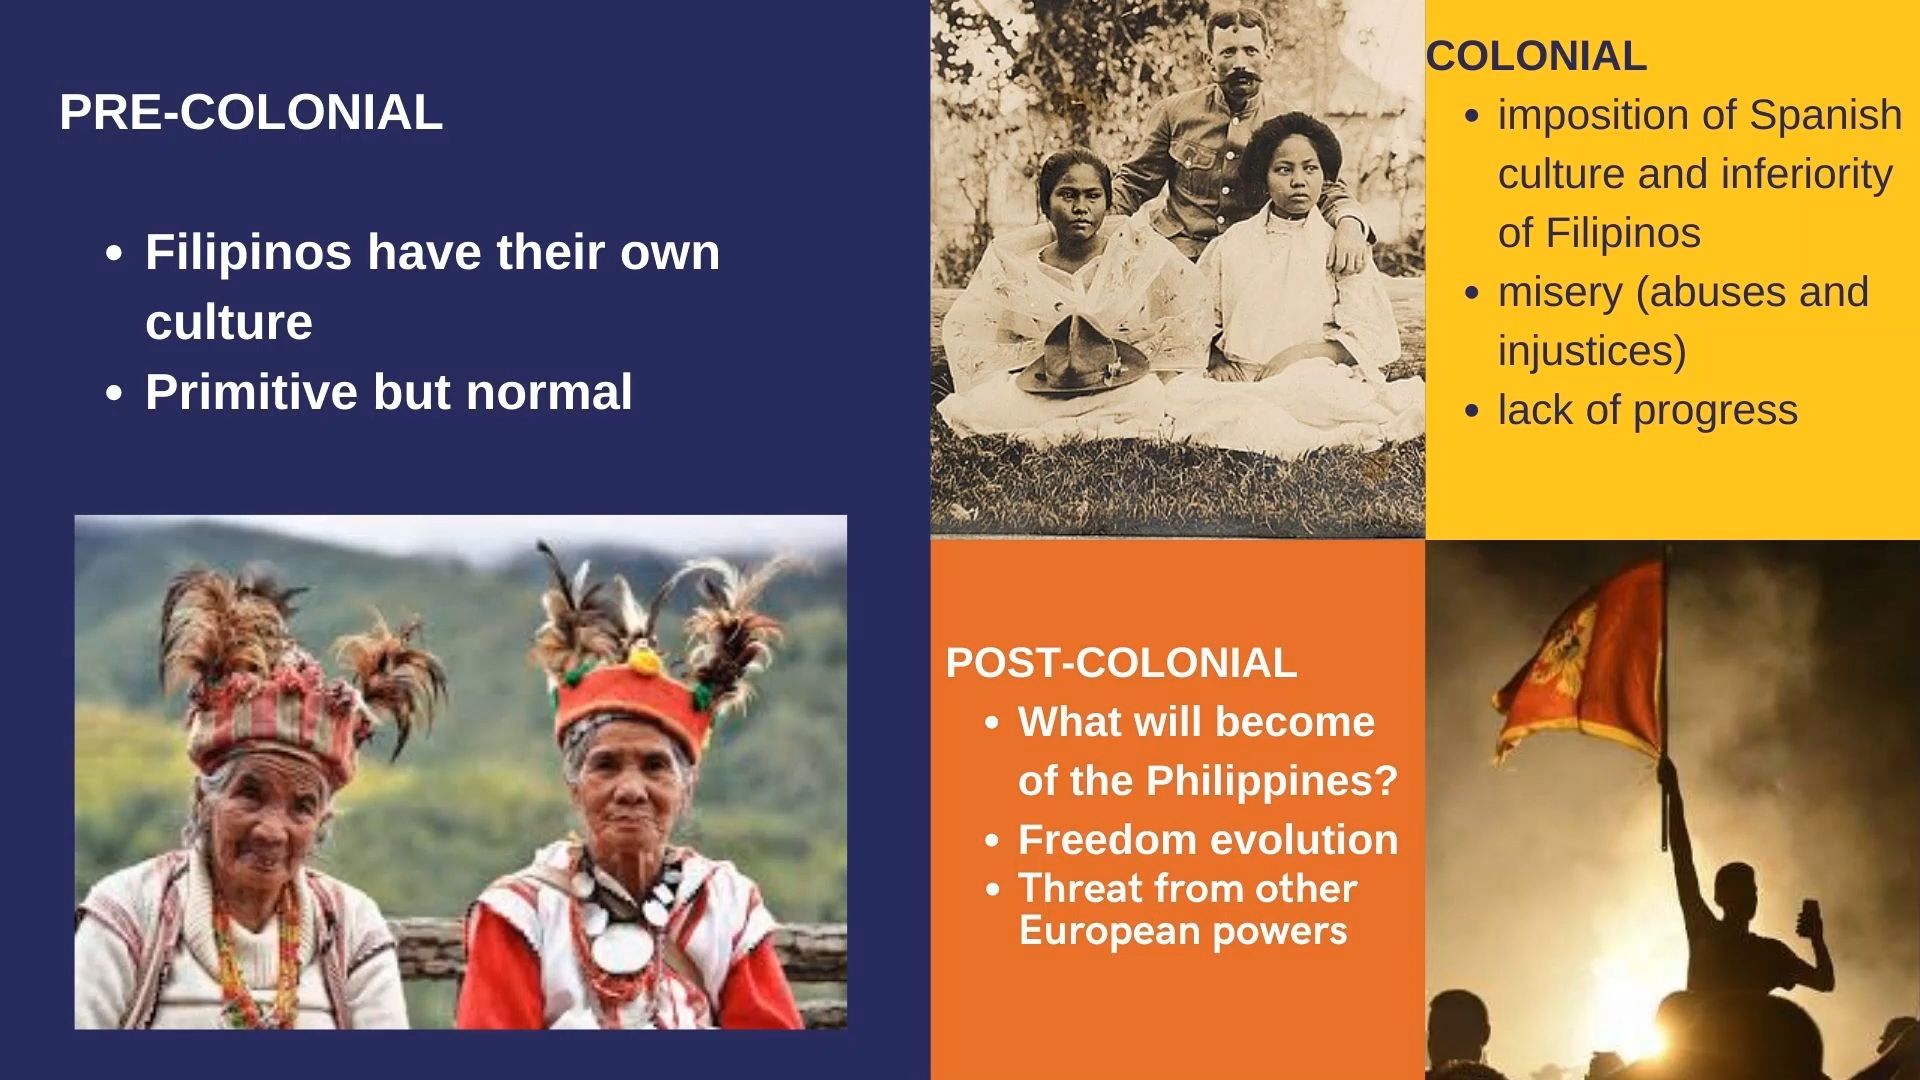 PRE-COLONIAL
• Filipinos have their own
culture
• Primitive but normal
COLONIAL
• imposition of Spanish
culture and inferiority
of Filipinos
• misery (abuses and
injustices)
• lack of progress
POST-COLONIAL
• What will become
of the Philippines?
• Freedom evolution
• Threat from other
European powers